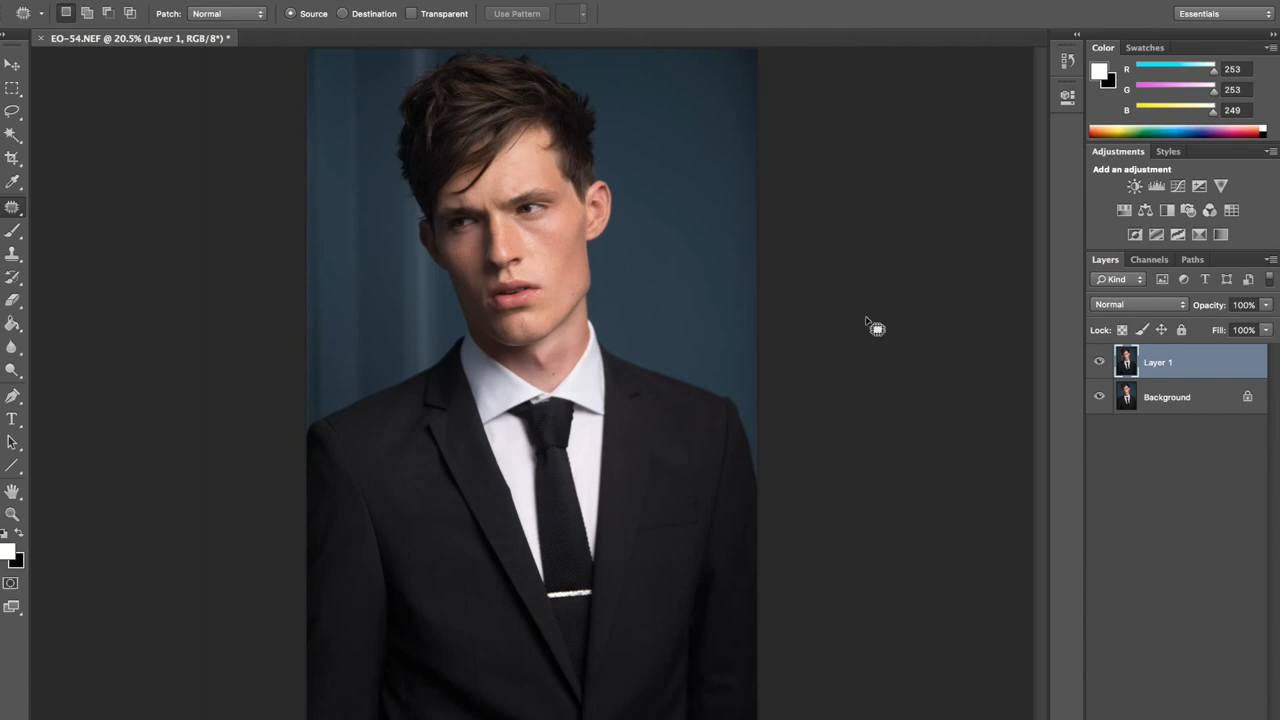 Patch: Normal Source Destination Transparent Use Pattern Essentials
× EO-54.NEF @ 20.5% (Layer 1, RGB/8*) *
Color Swatches
R 253
G 253
B 249
Adjustments Styles
Add an adjustment
Layers Channels Paths
Kind
Normal Opacity: 100%
Lock: Fill: 100%
Layer 1
Background